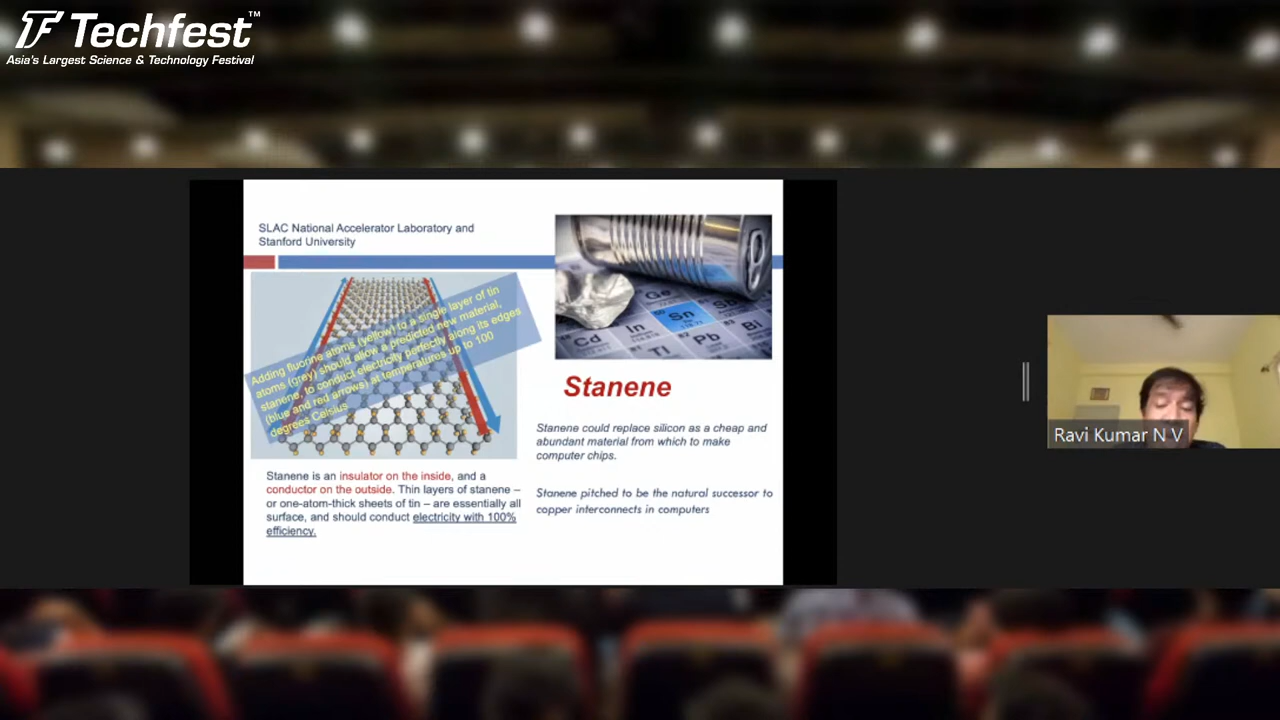 TF Techfest™
Asia's Largest Science & Technology Festival
SLAC National Accelerator Laboratory and
Stanford University
Adding fluorine atoms (yellow) to a single layer of tin
atoms (grey) should allow a predicted new material,
stanene, to conduct electricity perfectly along its edges
(blue and red arrows) at temperatures up to 100
degrees Celsius
Ge
Sn
Sb
Cd
In
Tl
Pb
Bi
Stanene
Stanene could replace silicon as a cheap and
abundant material from which to make
computer chips.
Stanene pitched to be the natural successor to
copper interconnects in computers
Stanene is an insulator on the inside, and a
conductor on the outside. Thin layers of stanene –
or one-atom-thick sheets of tin – are essentially all
surface, and should conduct electricity with 100%
efficiency.
Ravi Kumar N V